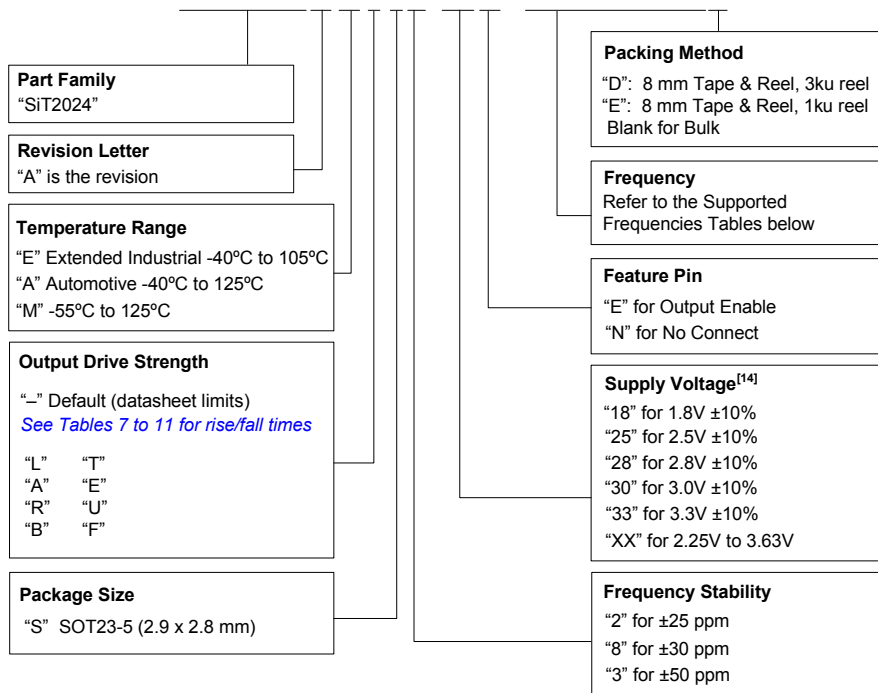 Part Family
“SiT2024”
Revision Letter
“A” is the revision
Temperature Range
“E” Extended Industrial -40ºC to 105ºC
“A” Automotive -40ºC to 125ºC
“M” -55ºC to 125ºC
Output Drive Strength
“–” Default (datasheet limits)
See Tables 7 to 11 for rise/fall times
“L” “T”
“A” “E”
“R” “U”
“B” “F”
Package Size
“S” SOT23-5 (2.9 x 2.8 mm)
Packing Method
“D”: 8 mm Tape & Reel, 3ku reel
“E”: 8 mm Tape & Reel, 1ku reel
Blank for Bulk
Frequency
Refer to the Supported
Frequencies Tables below
Feature Pin
“E” for Output Enable
“N” for No Connect
Supply Voltage[14]
“18” for 1.8V ±10%
“25” for 2.5V ±10%
“28” for 2.8V ±10%
“30” for 3.0V ±10%
“33” for 3.3V ±10%
“XX” for 2.25V to 3.63V
Frequency Stability
“2” for ±25 ppm
“8” for ±30 ppm
“3” for ±50 ppm